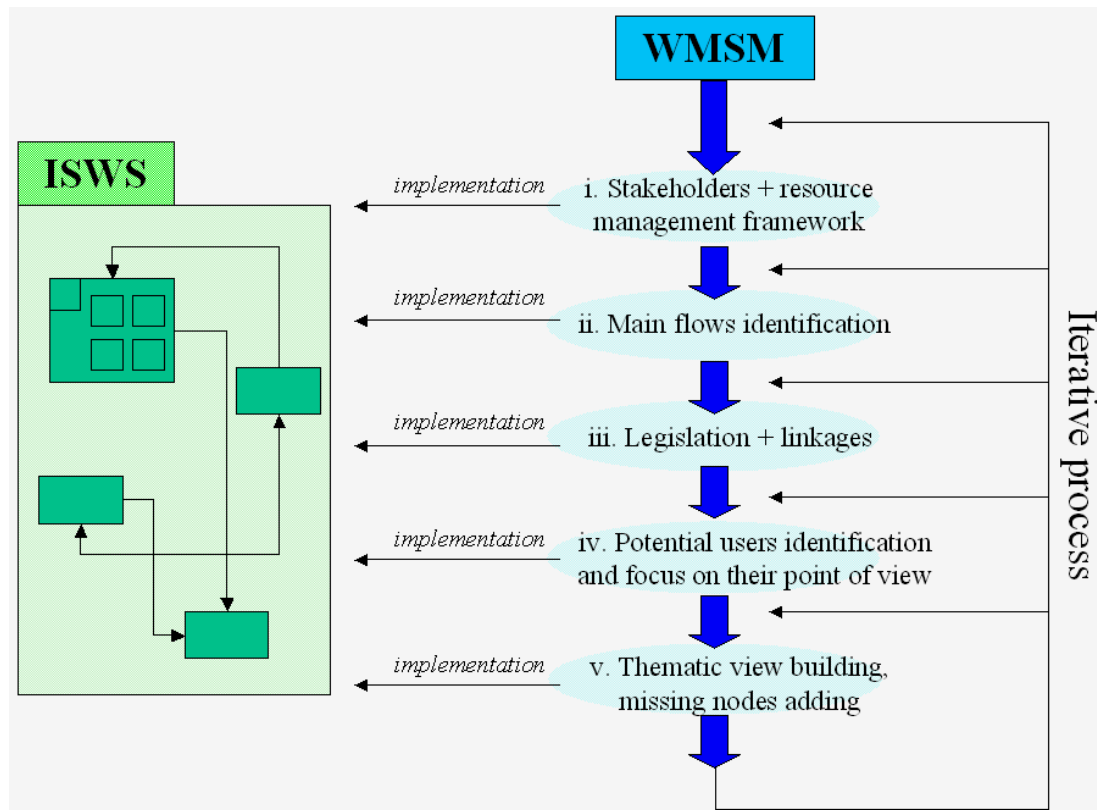 WMSM
ISWS
implementation
i. Stakeholders + resource
management framework
implementation
ii. Main flows identification
implementation
iii. Legislation + linkages
implementation
iv. Potential users identification
and focus on their point of view
implementation
v. Thematic view building,
missing nodes adding
Iterative process